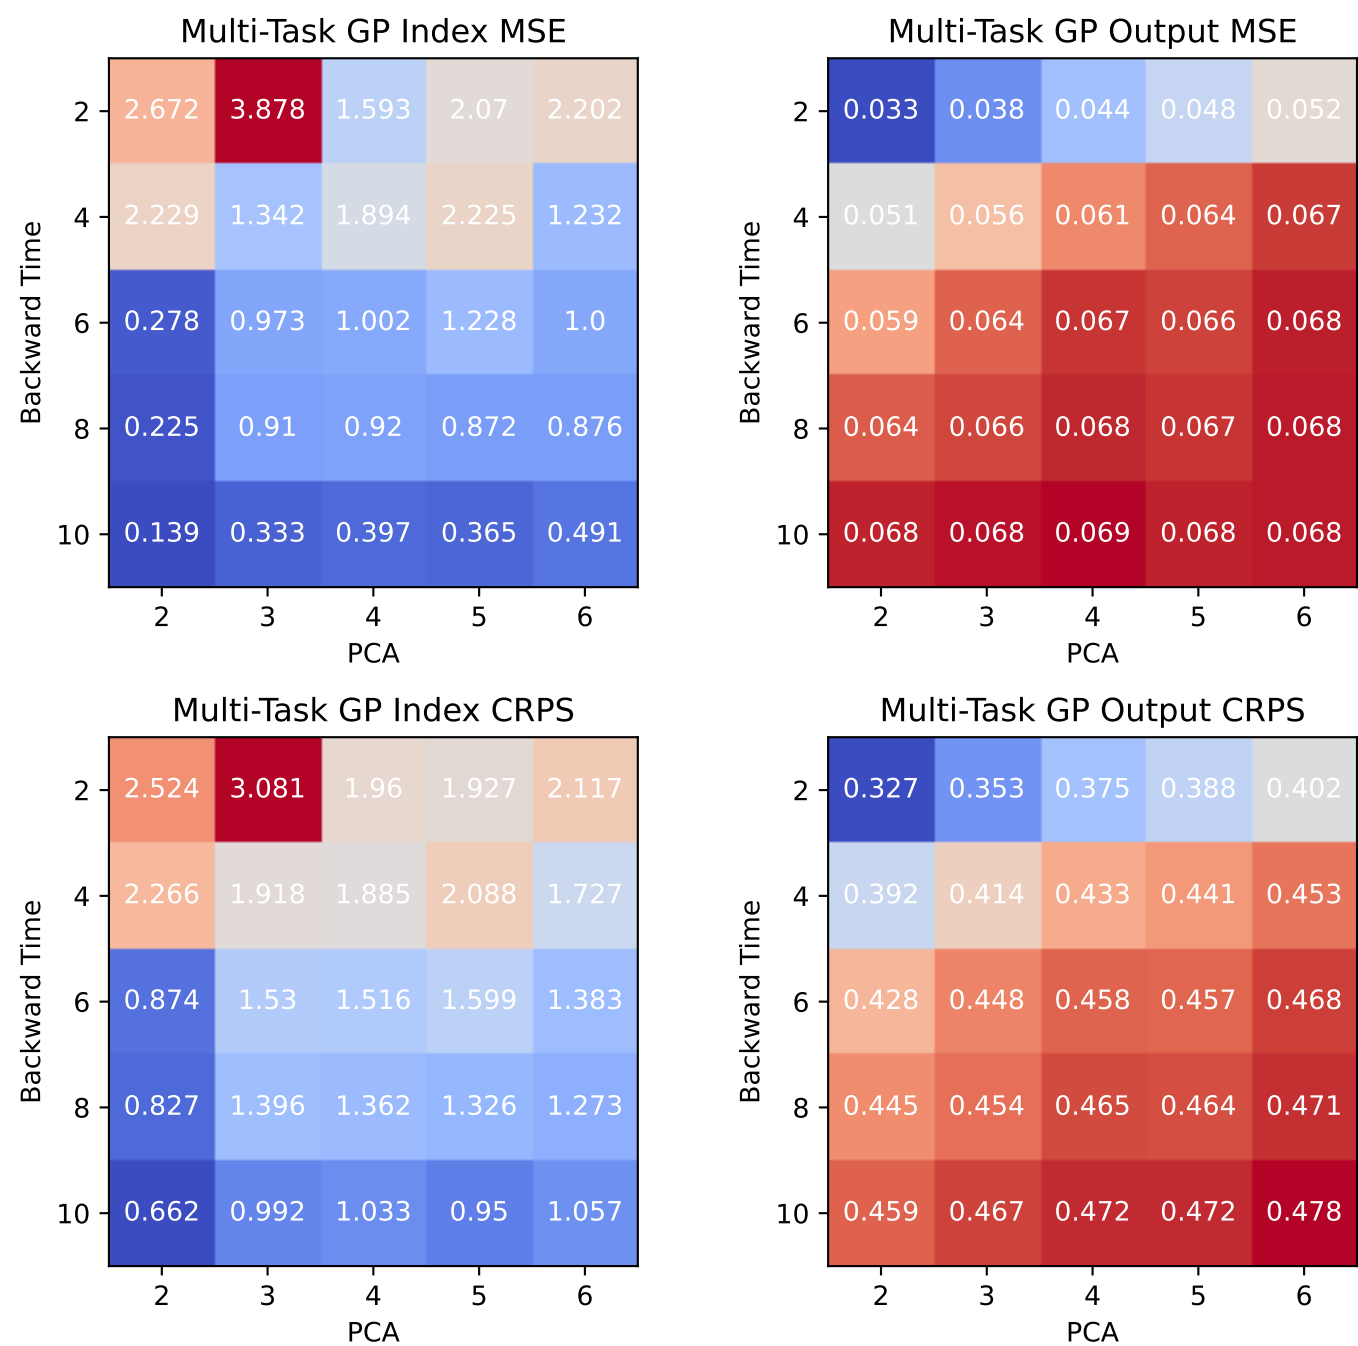 Multi-Task GP Index MSE
Backward Time
2 2.672 3.878 1.593 2.07 2.202
4 2.229 1.342 1.894 2.225 1.232
6 0.278 0.973 1.002 1.228 1.0
8 0.225 0.91 0.92 0.872 0.876
10 0.139 0.333 0.397 0.365 0.491
2 3 4 5 6
PCA
Multi-Task GP Output MSE
Backward Time
2 0.033 0.038 0.044 0.048 0.052
4 0.051 0.056 0.061 0.064 0.067
6 0.059 0.064 0.067 0.066 0.068
8 0.064 0.066 0.068 0.067 0.068
10 0.068 0.068 0.069 0.068 0.068
2 3 4 5 6
PCA
Multi-Task GP Index CRPS
Backward Time
2 2.524 3.081 1.96 1.927 2.117
4 2.266 1.918 1.885 2.088 1.727
6 0.874 1.53 1.516 1.599 1.383
8 0.827 1.396 1.362 1.326 1.273
10 0.662 0.992 1.033 0.95 1.057
2 3 4 5 6
PCA
Multi-Task GP Output CRPS
Backward Time
2 0.327 0.353 0.375 0.388 0.402
4 0.392 0.414 0.433 0.441 0.453
6 0.428 0.448 0.458 0.457 0.468
8 0.445 0.454 0.465 0.464 0.471
10 0.459 0.467 0.472 0.472 0.478
2 3 4 5 6
PCA